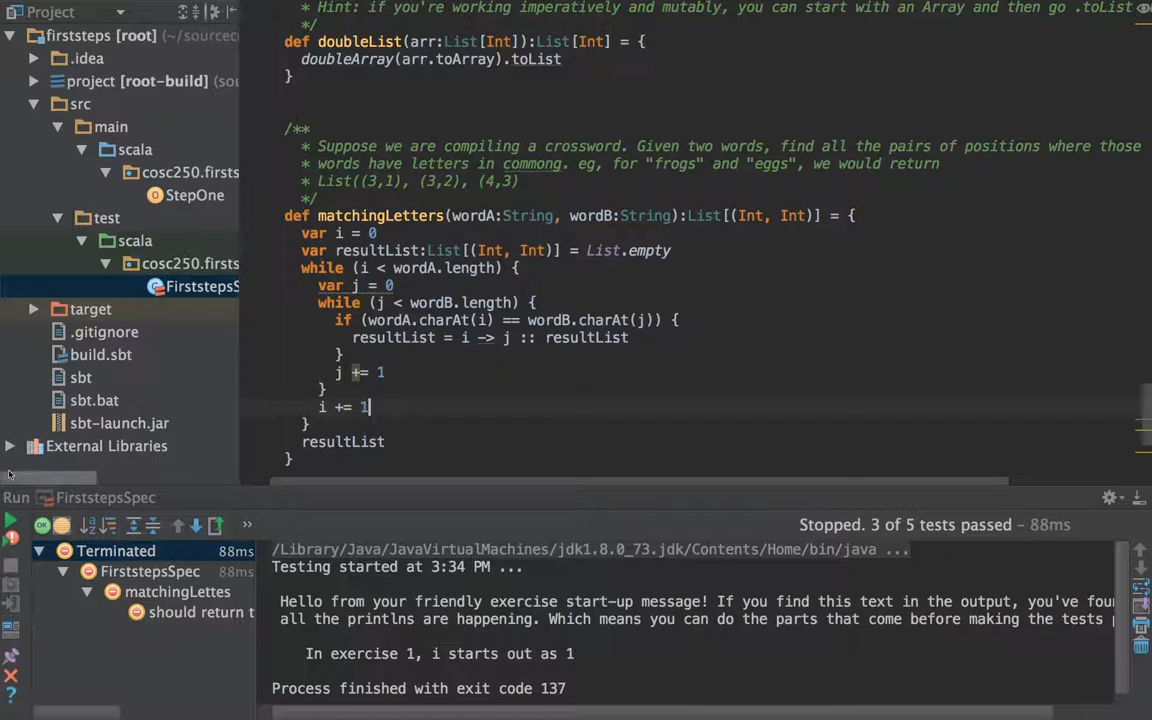 Project
firststeps [root] (~/sourcec
.idea
project [root-build] (sou
src
main
scala
cosc250.firsts
StepOne
test
scala
cosc250.firsts
FirststepsS
target
.gitignore
build.sbt
sbt
sbt.bat
sbt-launch.jar
External Libraries
* Hint: if you're working imperatively and mutably, you can start with an Array and then go .toList
*/
def doubleList(arr:List[Int]):List[Int] = {
doubleArray(arr.toArray).toList
}
/**
* Suppose we are compiling a crossword. Given two words, find all the pairs of positions where those
* words have letters in commong. eg, for "frogs" and "eggs", we would return
* List((3,1), (3,2), (4,3)
*/
def matchingLetters(wordA:String, wordB:String):List[(Int, Int)] = {
var i = 0
var resultList:List[(Int, Int)] = List.empty
while (i < wordA.length) {
var j = 0
while (j < wordB.length) {
if (wordA.charAt(i) == wordB.charAt(j)) {
resultList = i -> j :: resultList
}
j += 1
}
i += 1
}
resultList
}
Run FirststepsSpec
Stopped. 3 of 5 tests passed – 88ms
Terminated 88ms
FirststepsSpec 88ms
matchingLettes
should return t
/Library/Java/JavaVirtualMachines/jdk1.8.0_73.jdk/Contents/Home/bin/java ...
Testing started at 3:34 PM ...
Hello from your friendly exercise start-up message! If you find this text in the output, you've fou
all the printlns are happening. Which means you can do the parts that come before making the tests p
In exercise 1, i starts out as 1
Process finished with exit code 137